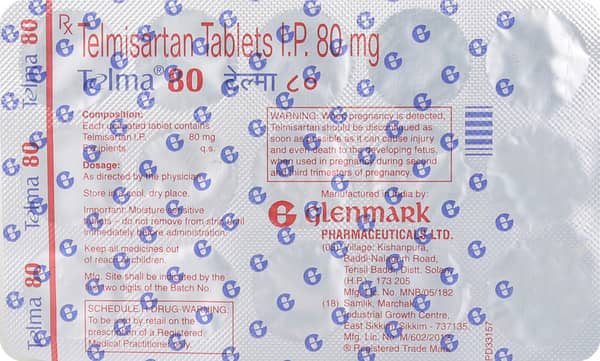 Rx Telmisartan Tablets I.P. 80 mg
Telma® 80 टेल्मा ८०
Composition:
Each uncoated tablet contains
Telmisartan I.P. 80 mg
Excipients q.s.
Dosage:
As directed by the physician.
Store in a cool, dry place.
Important: Moisture sensitive
tablets – do not remove from strip until
immediately before administration.
Keep all medicines out
of reach of children.
Mfg. Site shall be indicated by the
first two digits of the Batch No.
SCHEDULE H DRUG WARNING:
To be sold by retail on the
prescription of a Registered
Medical Practitioner only.
WARNING: When pregnancy is detected,
Telmisartan should be discontinued as
soon as possible as it can cause injury
and even death to the developing fetus,
when used in pregnancy during second
and third trimesters of pregnancy.
Manufactured in India by:
G Glenmark
PHARMACEUTICALS LTD.
Village: Kishanpura,
Baddi-Nalagarh Road,
Tehsil Baddi, Distt. Solan
(H.P.) - 173 205
Mfg. Lic. No. MNB/05/182
(18) Samlik, Marchak
Industrial Growth Centre,
East Sikkim, Sikkim - 737135.
Mfg. Lic. No. M/602/2010
® Registered Trade Mark
Telma 80 Telma 80 Telma 80